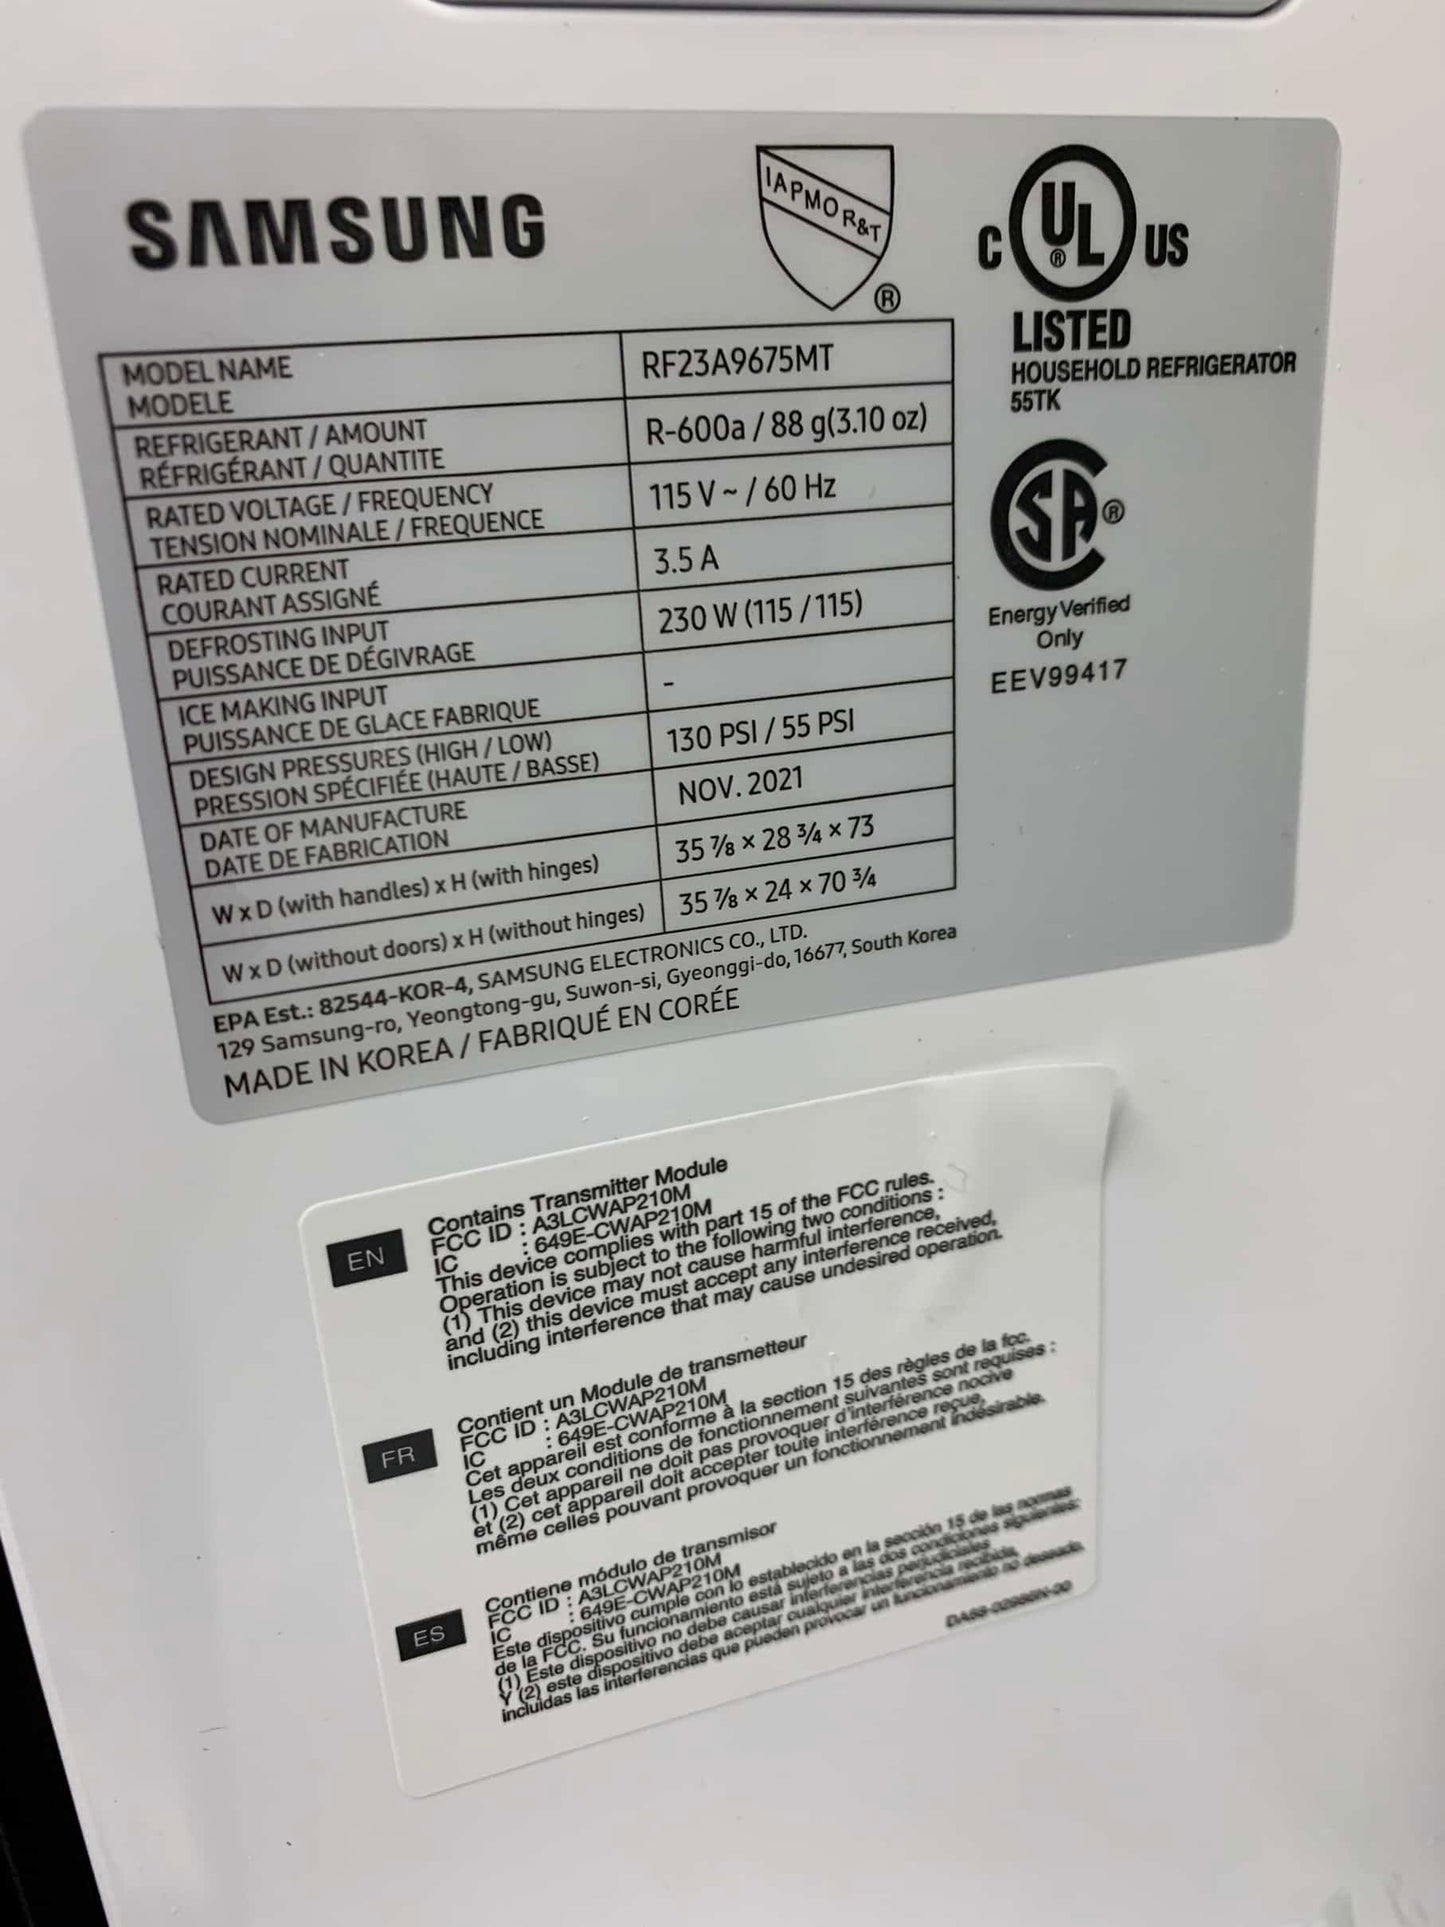 SAMSUNG
IAPMO R&T
®
C UL ® US
LISTED
HOUSEHOLD REFRIGERATOR
55TK
SA ®
Energy Verified
Only
EEV99417
MODEL NAME
MODELE
RF23A9675MT
REFRIGERANT / AMOUNT
RÉFRIGÉRANT / QUANTITE
R-600a / 88 g(3.10 oz)
RATED VOLTAGE / FREQUENCY
TENSION NOMINALE / FREQUENCE
115 V ~ / 60 Hz
RATED CURRENT
COURANT ASSIGNÉ
3.5 A
DEFROSTING INPUT
PUISSANCE DE DÉGIVRAGE
230 W (115 / 115)
ICE MAKING INPUT
PUISSANCE DE GLACE FABRIQUE
-
DESIGN PRESSURES (HIGH / LOW)
PRESSION SPÉCIFIÉE (HAUTE / BASSE)
130 PSI / 55 PSI
DATE OF MANUFACTURE
DATE DE FABRICATION
NOV. 2021
W x D (with handles) x H (with hinges)
35 ⅞ × 28 ¾ × 73
W x D (without doors) x H (without hinges)
35 ⅞ × 24 × 70 ¾
EPA Est.: 82544-KOR-4, SAMSUNG ELECTRONICS CO., LTD.
129 Samsung-ro, Yeongtong-gu, Suwon-si, Gyeonggi-do, 16677, South Korea
MADE IN KOREA / FABRIQUÉ EN CORÉE
EN
Contains Transmitter Module
FCC ID : A3LCWAP210M
IC : 649E-CWAP210M
This device complies with part 15 of the FCC rules.
Operation is subject to the following two conditions :
(1) This device may not cause harmful interference,
and (2) this device must accept any interference received,
including interference that may cause undesired operation.
FR
Contient un Module de transmetteur
FCC ID : A3LCWAP210M
IC : 649E-CWAP210M
Cet appareil est conforme à la section 15 des règles de la fcc.
Les deux conditions de fonctionnement suivantes sont requises :
(1) Cet appareil ne doit pas provoquer d'interférence nocive
et (2) cet appareil doit accepter toute interférence reçue,
même celles pouvant provoquer un fonctionnement indésirable.
ES
Contiene módulo de transmisor
FCC ID : A3LCWAP210M
IC : 649E-CWAP210M
Este dispositivo cumple con lo establecido en la sección 15 de las normas
de la FCC. Su funcionamiento está sujeto a las dos condiciones siguientes:
(1) Este dispositivo no debe causar interferencias perjudiciales
Y (2) este dispositivo debe aceptar cualquier interferencia recibida,
incluidas las interferencias que pueden provocar un funcionamiento no deseado.